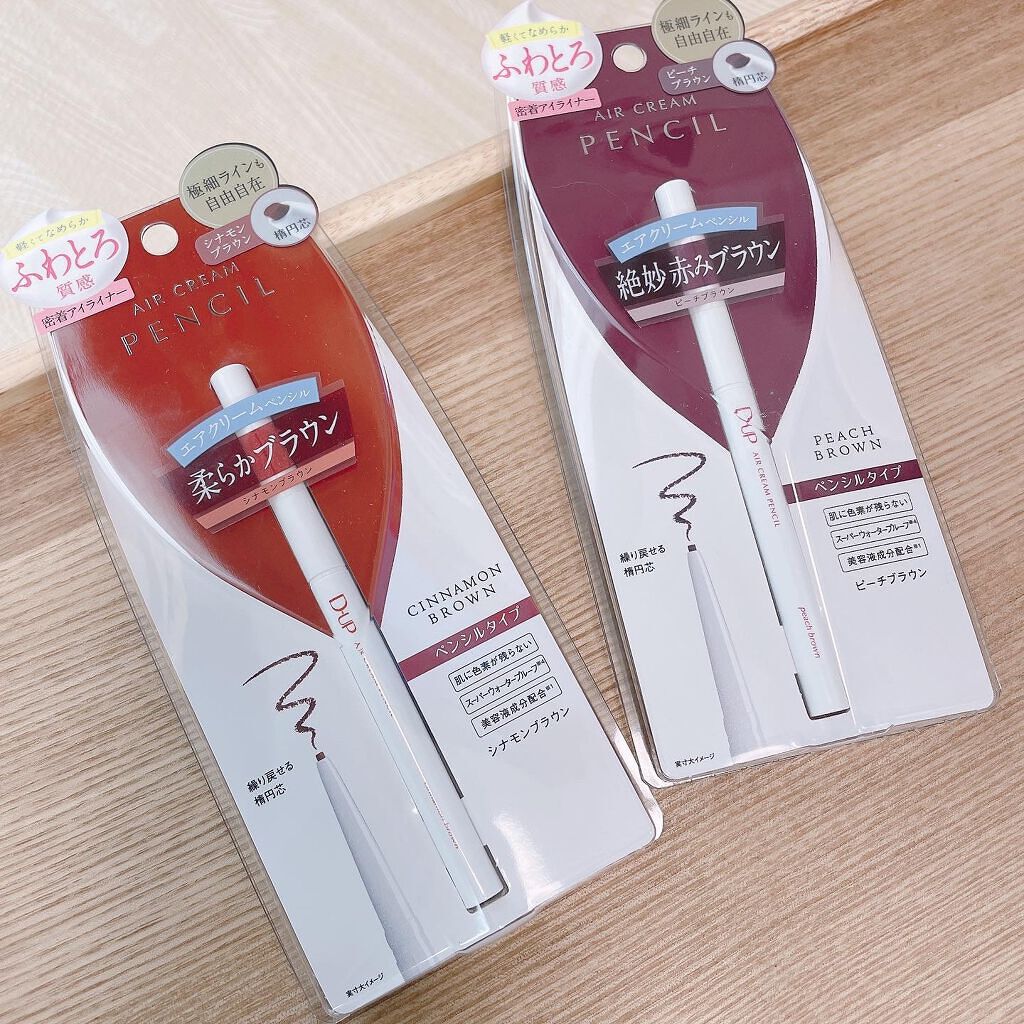 軽くてなめらか
ふわとろ
質感
密着アイライナー
極細ラインも
自由自在
シナモン
ブラウン
楕円芯
AIR CREAM
PENCIL
エアクリームペンシル
柔らかブラウン
シナモンブラウン
D-UP
CINNAMON
BROWN
ペンシルタイプ
肌に色素が残らない
スーパーウォータープルーフ※4
美容液成分配合※1
シナモンブラウン
繰り戻せる
楕円芯
brown
実寸大イメージ
軽くてなめらか
ふわとろ
質感
密着アイライナー
極細ラインも
自由自在
ピーチ
ブラウン
楕円芯
AIR CREAM
PENCIL
エアクリームペンシル
絶妙 赤みブラウン
ピーチブラウン
D-UP AIR CREAM PENCIL
PEACH
BROWN
ペンシルタイプ
肌に色素が残らない
スーパーウォータープルーフ※4
美容液成分配合※1
ピーチブラウン
繰り戻せる
楕円芯
peach brown
実寸大イメージ